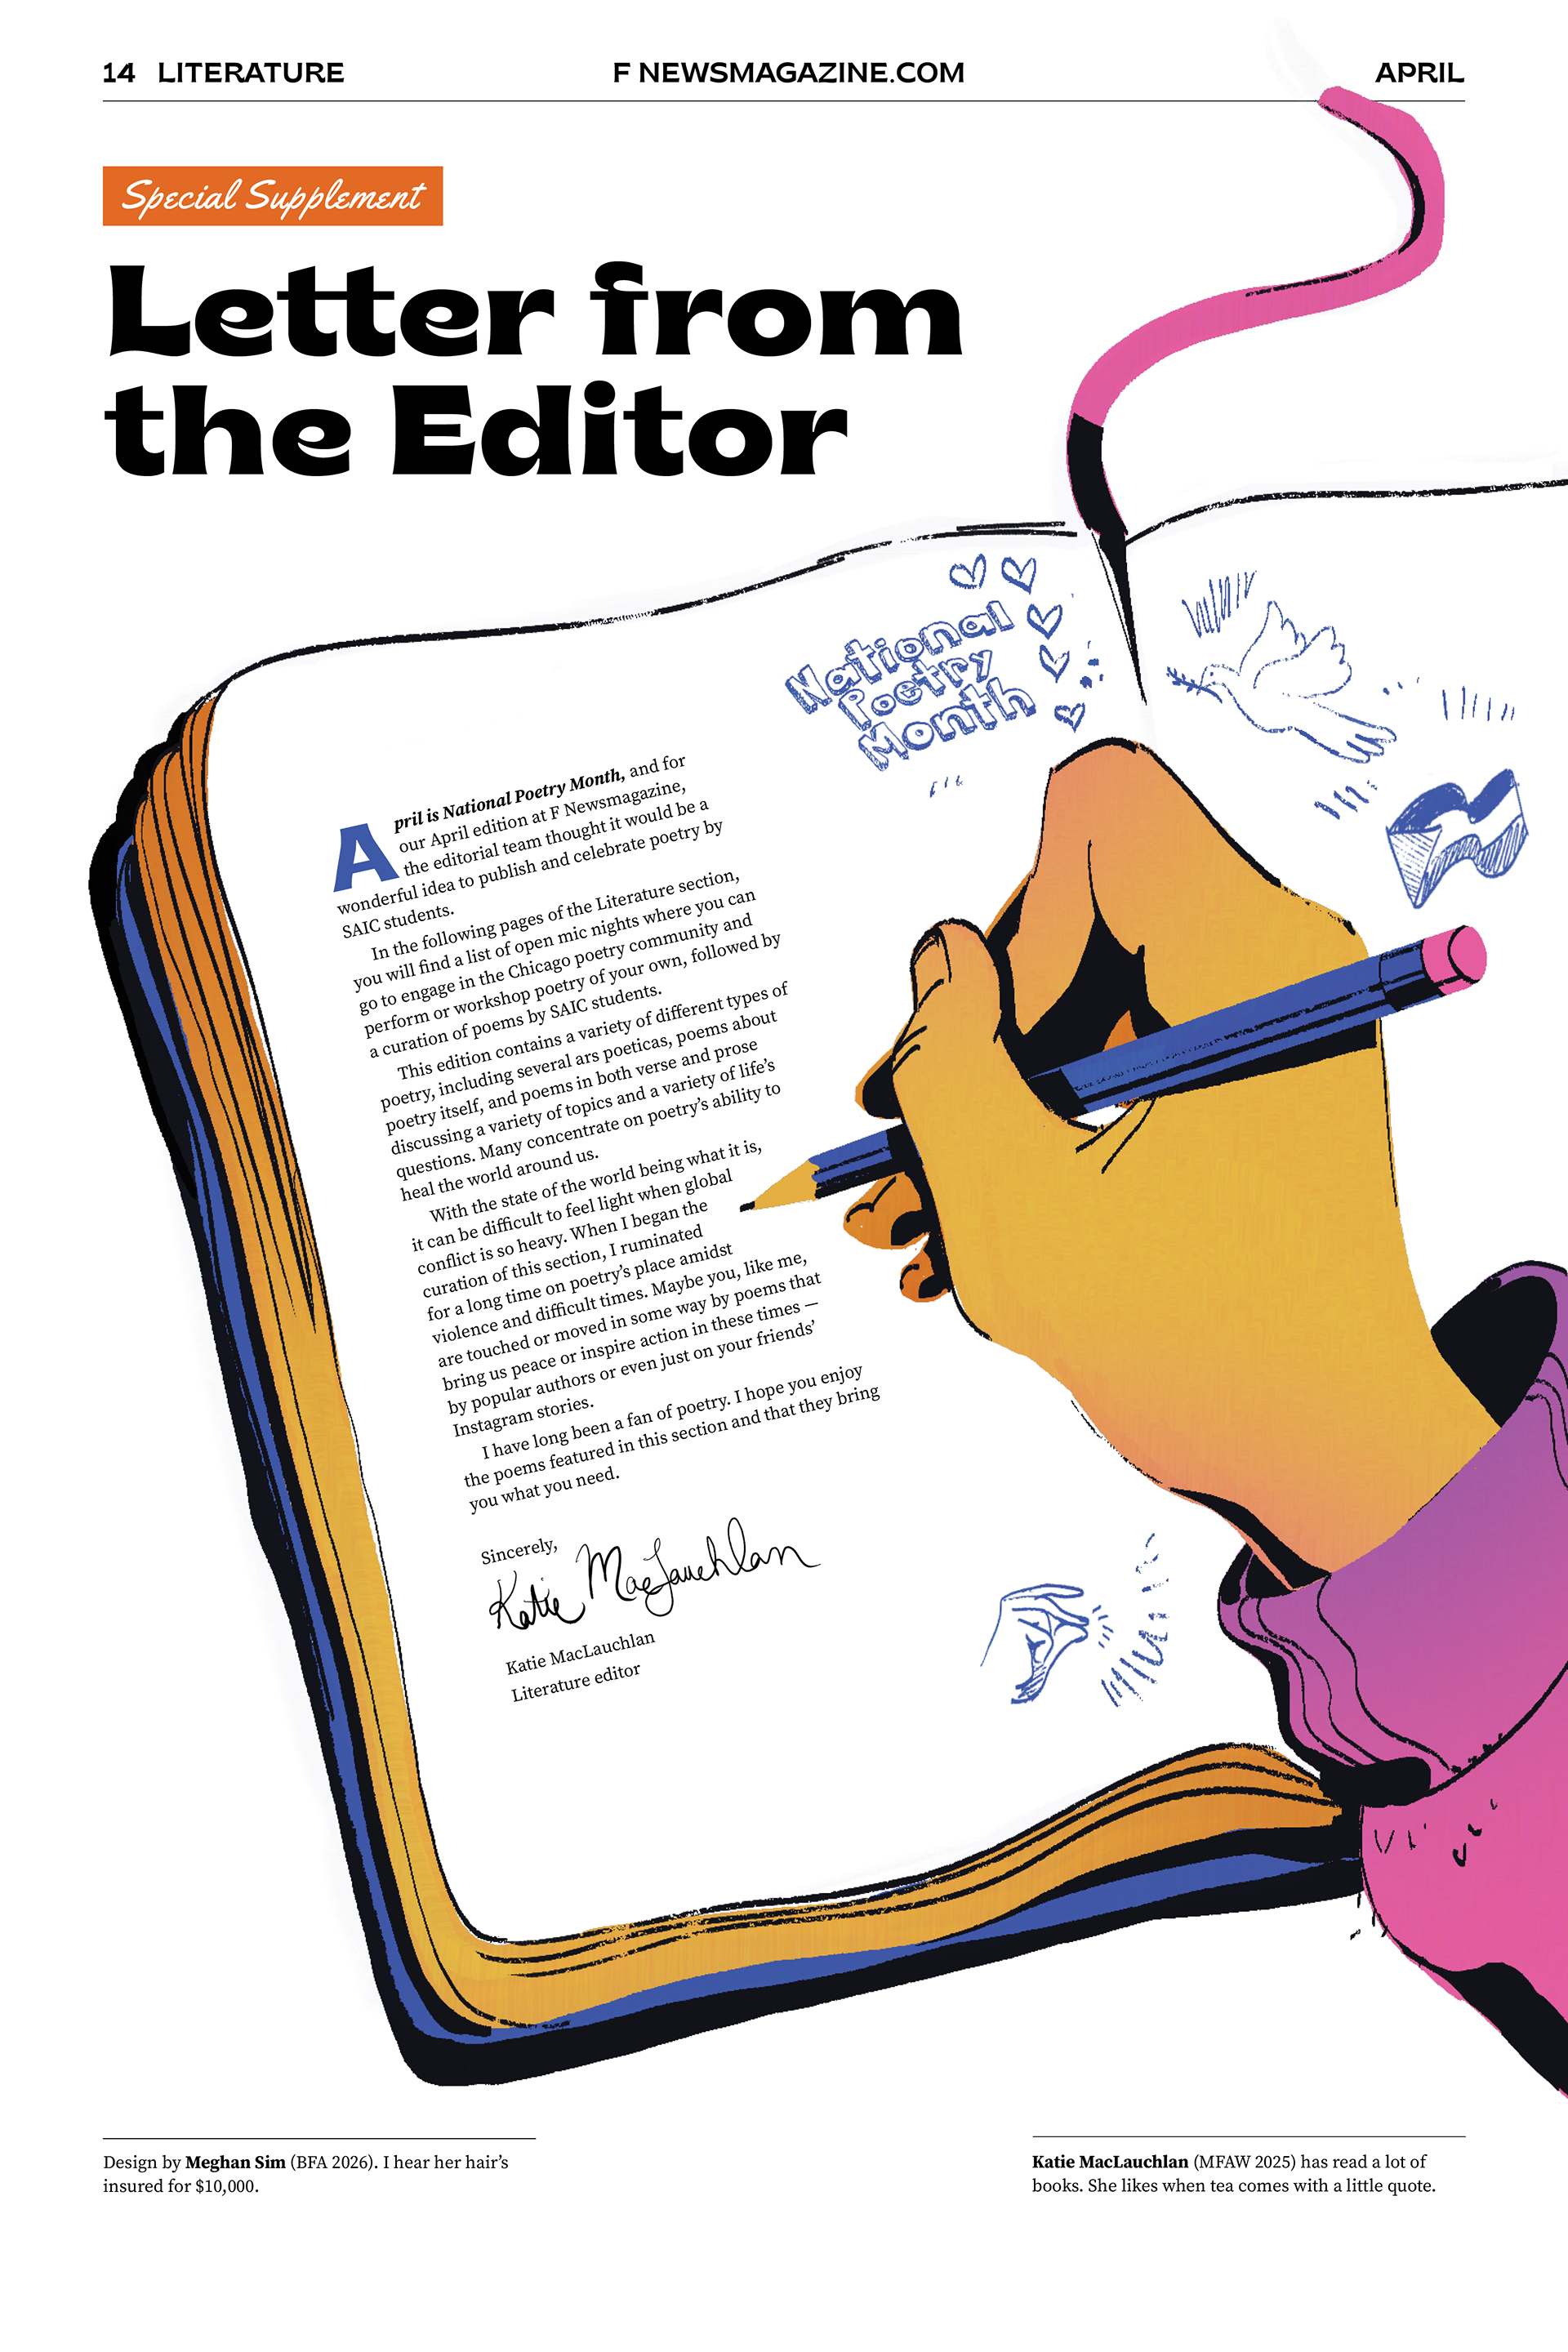 14 LITERATURE
F NEWSMAGAZINE.COM
APRIL
Special Supplement
Letter from
the Editor
National
Poetry
Month
April is National Poetry Month, and for
our April edition at F Newsmagazine,
the editorial team thought it would be a
wonderful idea to publish and celebrate poetry by
SAIC students.
In the following pages of the Literature section,
you will find a list of open mic nights where you can
go to engage in the Chicago poetry community and
perform or workshop poetry of your own, followed by
a curation of poems by SAIC students.
This edition contains a variety of different types of
poetry, including several ars poeticas, poems about
poetry itself, and poems in both verse and prose
discussing a variety of topics and a variety of life’s
questions. Many concentrate on poetry’s ability to
heal the world around us.
With the state of the world being what it is,
it can be difficult to feel light when global
conflict is so heavy. When I began the
curation of this section, I ruminated
for a long time on poetry’s place amidst
violence and difficult times. Maybe you, like me,
are touched or moved in some way by poems that
bring us peace or inspire action in these times —
by popular authors or even just on your friends’
Instagram stories.
I have long been a fan of poetry. I hope you enjoy
the poems featured in this section and that they bring
you what you need.
Sincerely,
Katie MacLauchlan
Katie MacLauchlan
Literature editor
Design by Meghan Sim (BFA 2026). I hear her hair’s
insured for $10,000.
Katie MacLauchlan (MFAW 2025) has read a lot of
books. She likes when tea comes with a little quote.